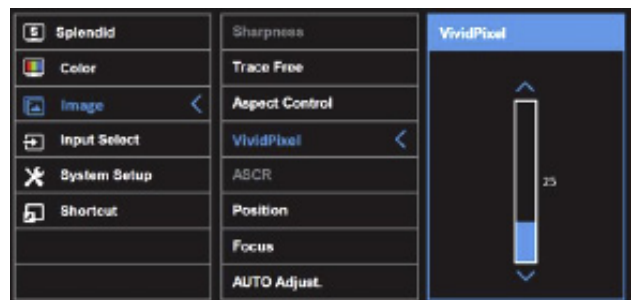 Splendid
Color
Image
Input Select
System Setup
Shortcut
Sharpness
Trace Free
Aspect Control
VividPixel
ASCR
Position
Focus
AUTO Adjust.
VividPixel
25